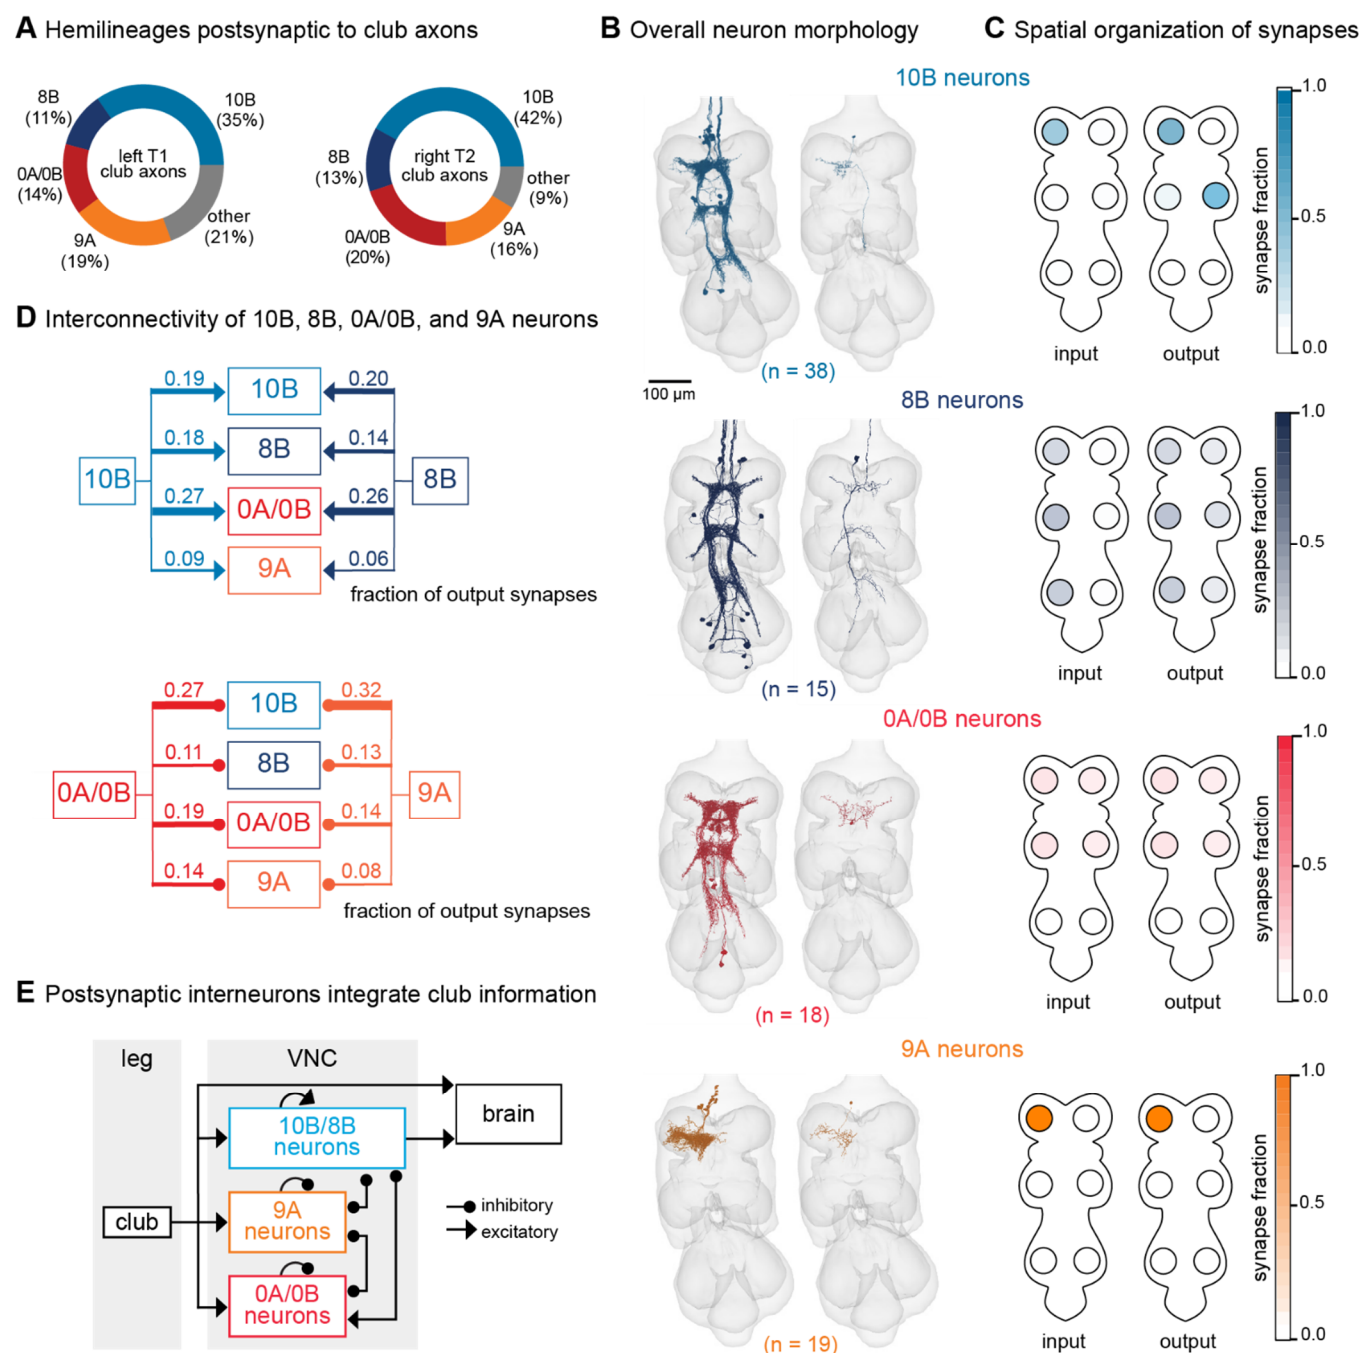 A Hemilineages postsynaptic to club axons
8B
(11%)
10B
(35%)
0A/0B
(14%)
left T1
club axons
9A
(19%)
other
(21%)
10B
(42%)
8B
(13%)
right T2
club axons
other
(9%)
0A/0B
(20%)
9A
(16%)
B Overall neuron morphology
C Spatial organization of synapses
10B neurons
(n = 38)
100 µm
input
output
synapse fraction
1.0
0.5
0.0
8B neurons
(n = 15)
input
output
synapse fraction
1.0
0.5
0.0
0A/0B neurons
(n = 18)
input
output
synapse fraction
1.0
0.5
0.0
9A neurons
(n = 19)
input
output
synapse fraction
1.0
0.5
0.0
D Interconnectivity of 10B, 8B, 0A/0B, and 9A neurons
0.19
10B
0.20
0.18
8B
0.14
10B
8B
0.27
0A/0B
0.26
0.09
9A
0.06
fraction of output synapses
0.27
10B
0.32
0.11
8B
0.13
0A/0B
9A
0.19
0A/0B
0.14
0.14
9A
0.08
fraction of output synapses
E Postsynaptic interneurons integrate club information
leg
VNC
brain
10B/8B
neurons
club
9A
neurons
0A/0B
neurons
inhibitory
excitatory